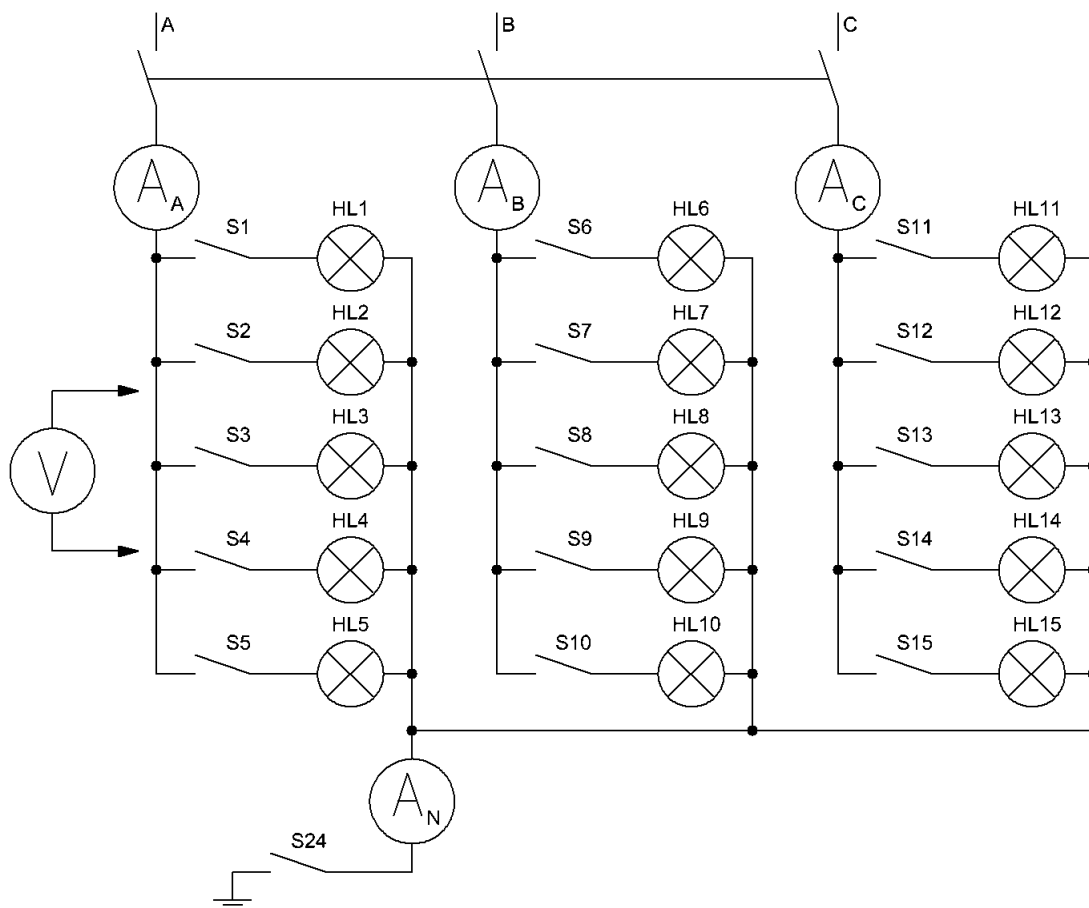 A B C
A A A B A C
S1 HL1 S6 HL6 S11 HL11
S2 HL2 S7 HL7 S12 HL12
S3 HL3 S8 HL8 S13 HL13
V
S4 HL4 S9 HL9 S14 HL14
S5 HL5 S10 HL10 S15 HL15
A N
S24